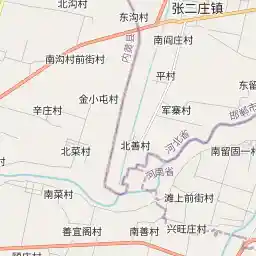 北沟村
东沟村
张二庄镇
南阎庄村
内黄县
南沟村前街村
平村
东留
金小屯村
辛庄村
军寨村
邯郸市
河北省
北善村
北菜村
南留固一村
河南省
南菜村
滩上前街村
善宜阁村
南善村
兴旺庄村